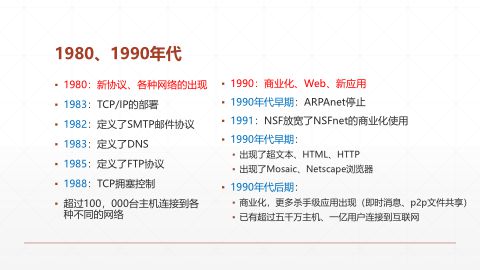 1980、1990年代
1980：新协议、各种网络的出现
1983：TCP/IP的部署
1982：定义了SMTP邮件协议
1983：定义了DNS
1985：定义了FTP协议
1988：TCP拥塞控制
超过100，000台主机连接到各
种不同的网络
1990：商业化、Web、新应用
1990年代早期：ARPAnet停止
1991：NSF放宽了NSFnet的商业化使用
1990年代早期：
出现了超文本、HTML、HTTP
出现了Mosaic、Netscape浏览器
1990年代后期：
商业化，更多杀手级应用出现（即时消息、p2p文件共享）
已有超过五千万主机、一亿用户连接到互联网